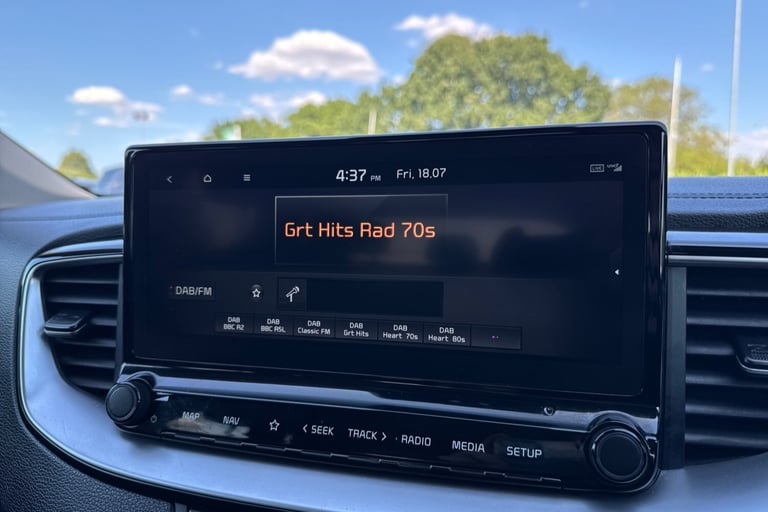 4:37 PM Fri, 18.07 LIVE
Grt Hits Rad 70s
DAB/FM
DAB DAB DAB DAB DAB DAB
BBC R2 BBC R5L Classic FM Grt Hits Heart 70s Heart 80s
MAP NAV < SEEK TRACK > RADIO MEDIA SETUP